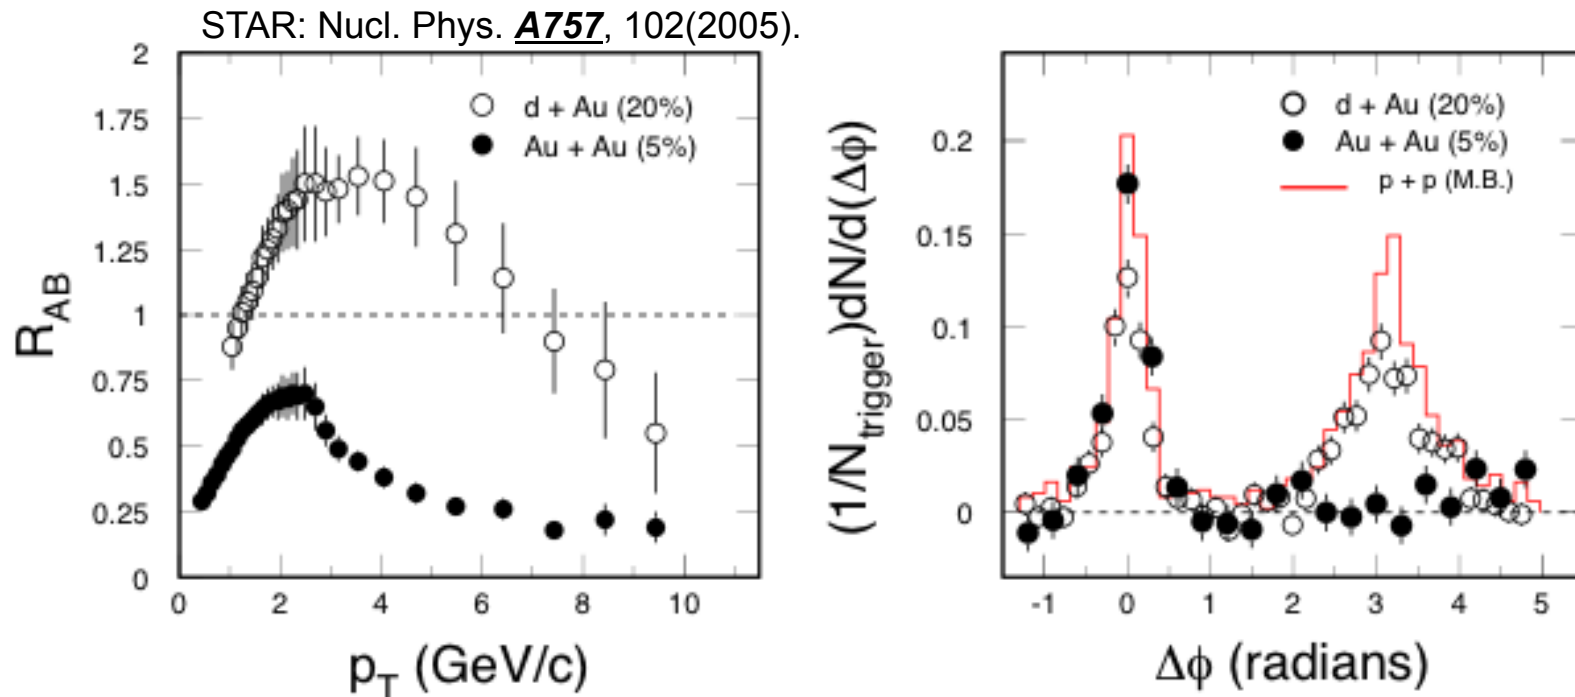 STAR: Nucl. Phys. A757, 102(2005).
2
1.75
1.5
1.25
1
0.75
0.5
0.25
0
R_AB
d + Au (20%)
Au + Au (5%)
0 2 4 6 8 10
p_T (GeV/c)
0.2
0.15
0.1
0.05
0
(1/N_trigger)dN/d(Δϕ)
d + Au (20%)
Au + Au (5%)
p + p (M.B.)
-1 0 1 2 3 4 5
Δϕ (radians)